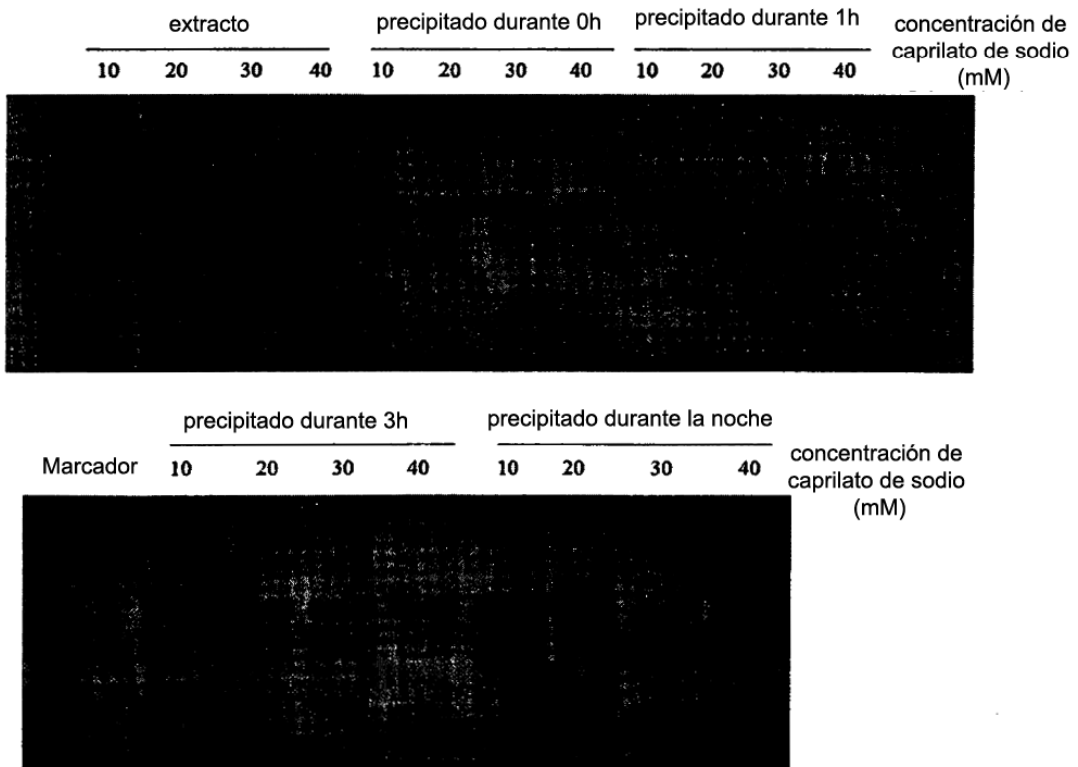 extracto
precipitado durante 0h
precipitado durante 1h
concentración de
caprilato de sodio
(mM)
10 20 30 40 10 20 30 40 10 20 30 40
precipitado durante 3h
precipitado durante la noche
concentración de
caprilato de sodio
(mM)
Marcador 10 20 30 40 10 20 30 40